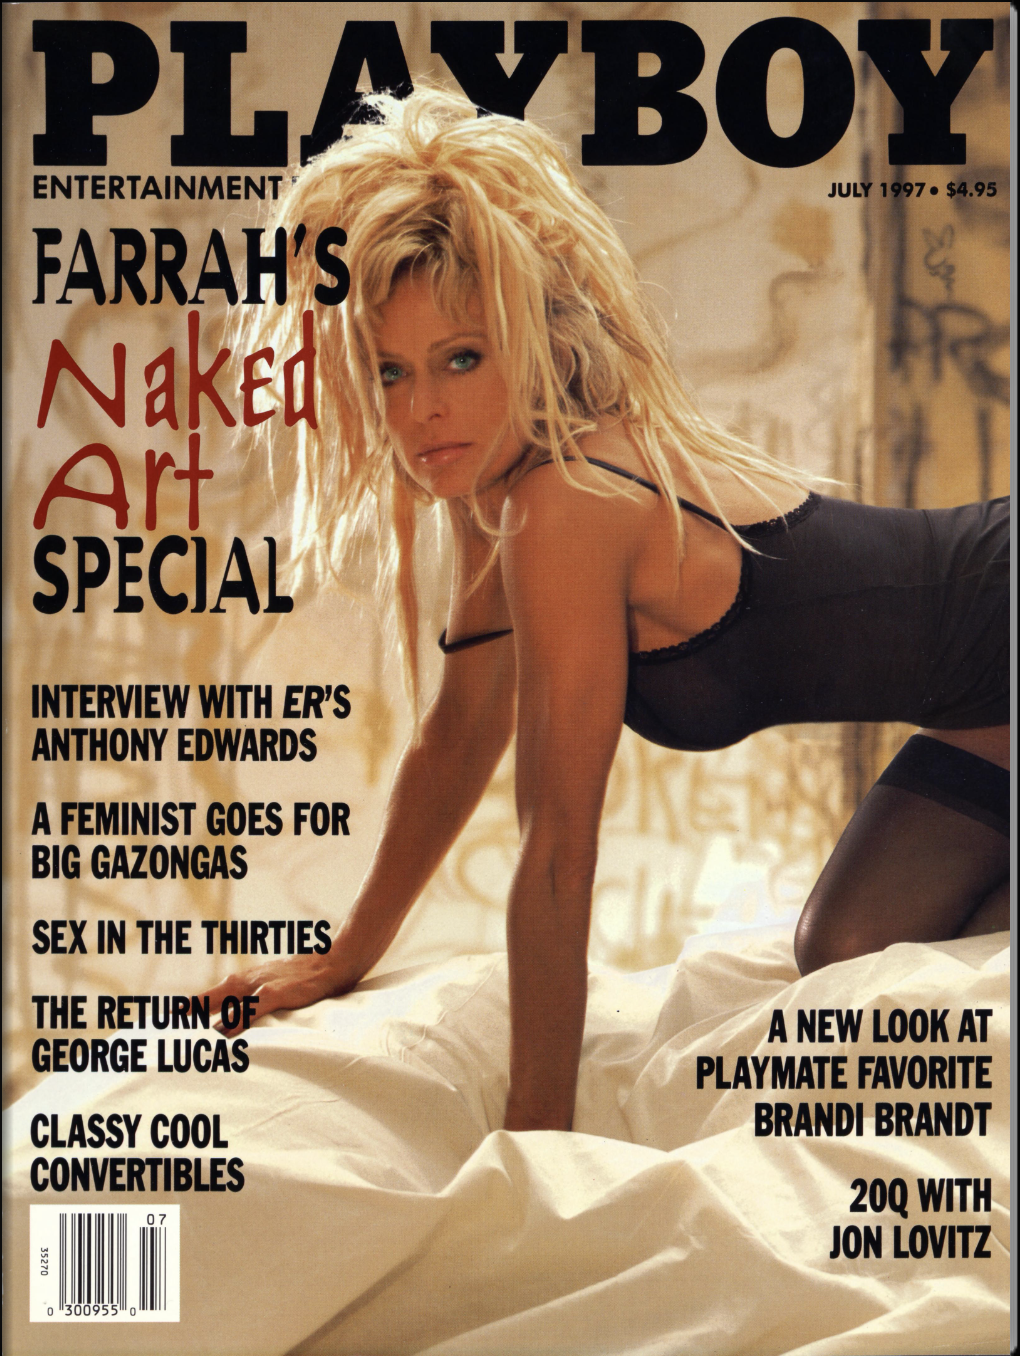 PLAYBOY
ENTERTAINMENT
JULY 1997 • $4.95
FARRAH'S
Naked
Art
SPECIAL
INTERVIEW WITH ER'S
ANTHONY EDWARDS
A FEMINIST GOES FOR
BIG GAZONGAS
SEX IN THE THIRTIES
THE RETURN OF
GEORGE LUCAS
CLASSY COOL
CONVERTIBLES
A NEW LOOK AT
PLAYMATE FAVORITE
BRANDI BRANDT
20Q WITH
JON LOVITZ
07
35270
0 300955 0